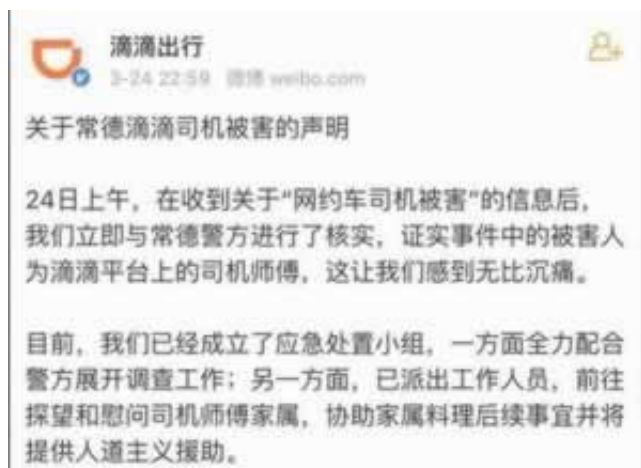 滴滴出行
3-24 22:59 微博 weibo.com
关于常德滴滴司机被害的声明
24日上午，在收到关于“网约车司机被害”的信息后，
我们立即与常德警方进行了核实，证实事件中的被害人
为滴滴平台上的司机师傅，这让我们感到无比沉痛。
目前，我们已经成立了应急处置小组，一方面全力配合
警方展开调查工作；另一方面，已派出工作人员，前往
探望和慰问司机师傅家属，协助家属料理后续事宜并将
提供人道主义援助。